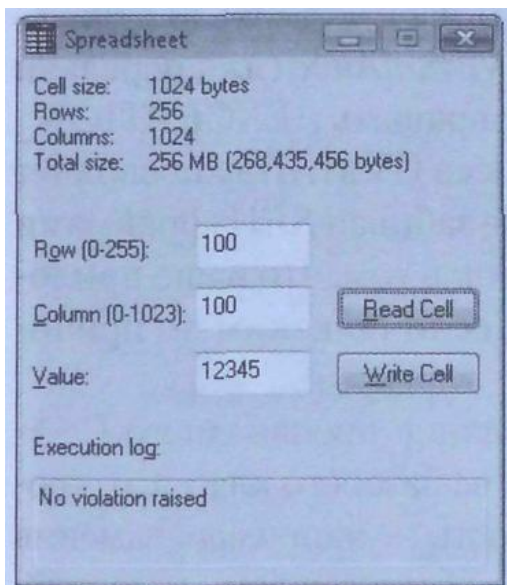 Spreadsheet
Cell size: 1024 bytes
Rows: 256
Columns: 1024
Total size: 256 MB (268,435,456 bytes)
Row (0-255): 100
Column (0-1023): 100 Read Cell
Value: 12345 Write Cell
Execution log:
No violation raised